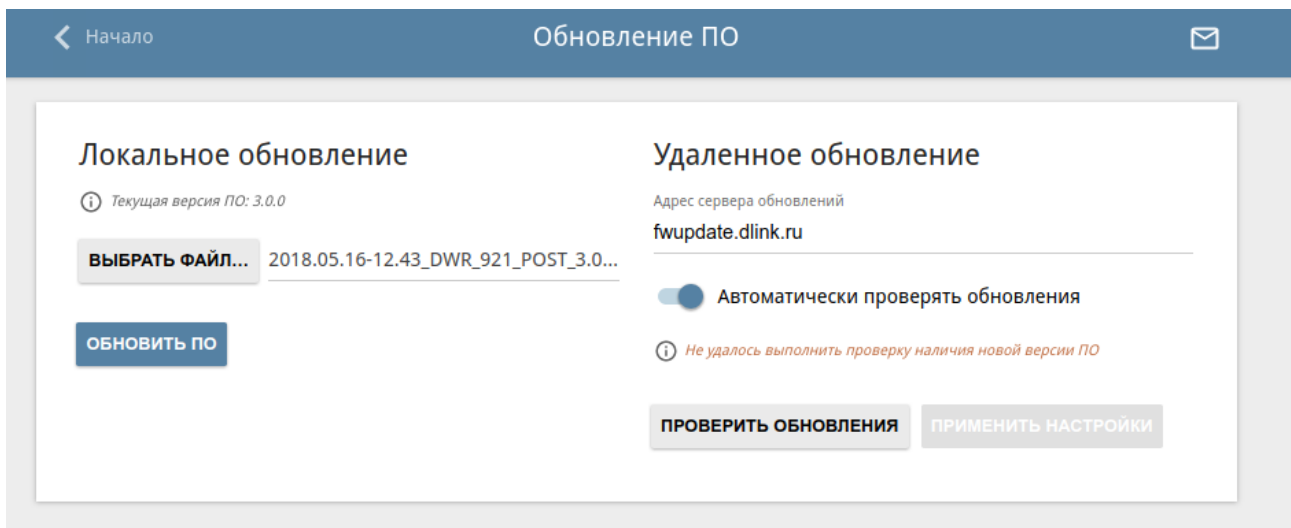 Начало
Обновление ПО
Локальное обновление
Текущая версия ПО: 3.0.0
ВЫБРАТЬ ФАЙЛ...
2018.05.16-12.43_DWR_921_POST_3.0...
ОБНОВИТЬ ПО
Удаленное обновление
Адрес сервера обновлений
fwupdate.dlink.ru
Автоматически проверять обновления
Не удалось выполнить проверку наличия новой версии ПО
ПРОВЕРИТЬ ОБНОВЛЕНИЯ
ПРИМЕНИТЬ НАСТРОЙКИ